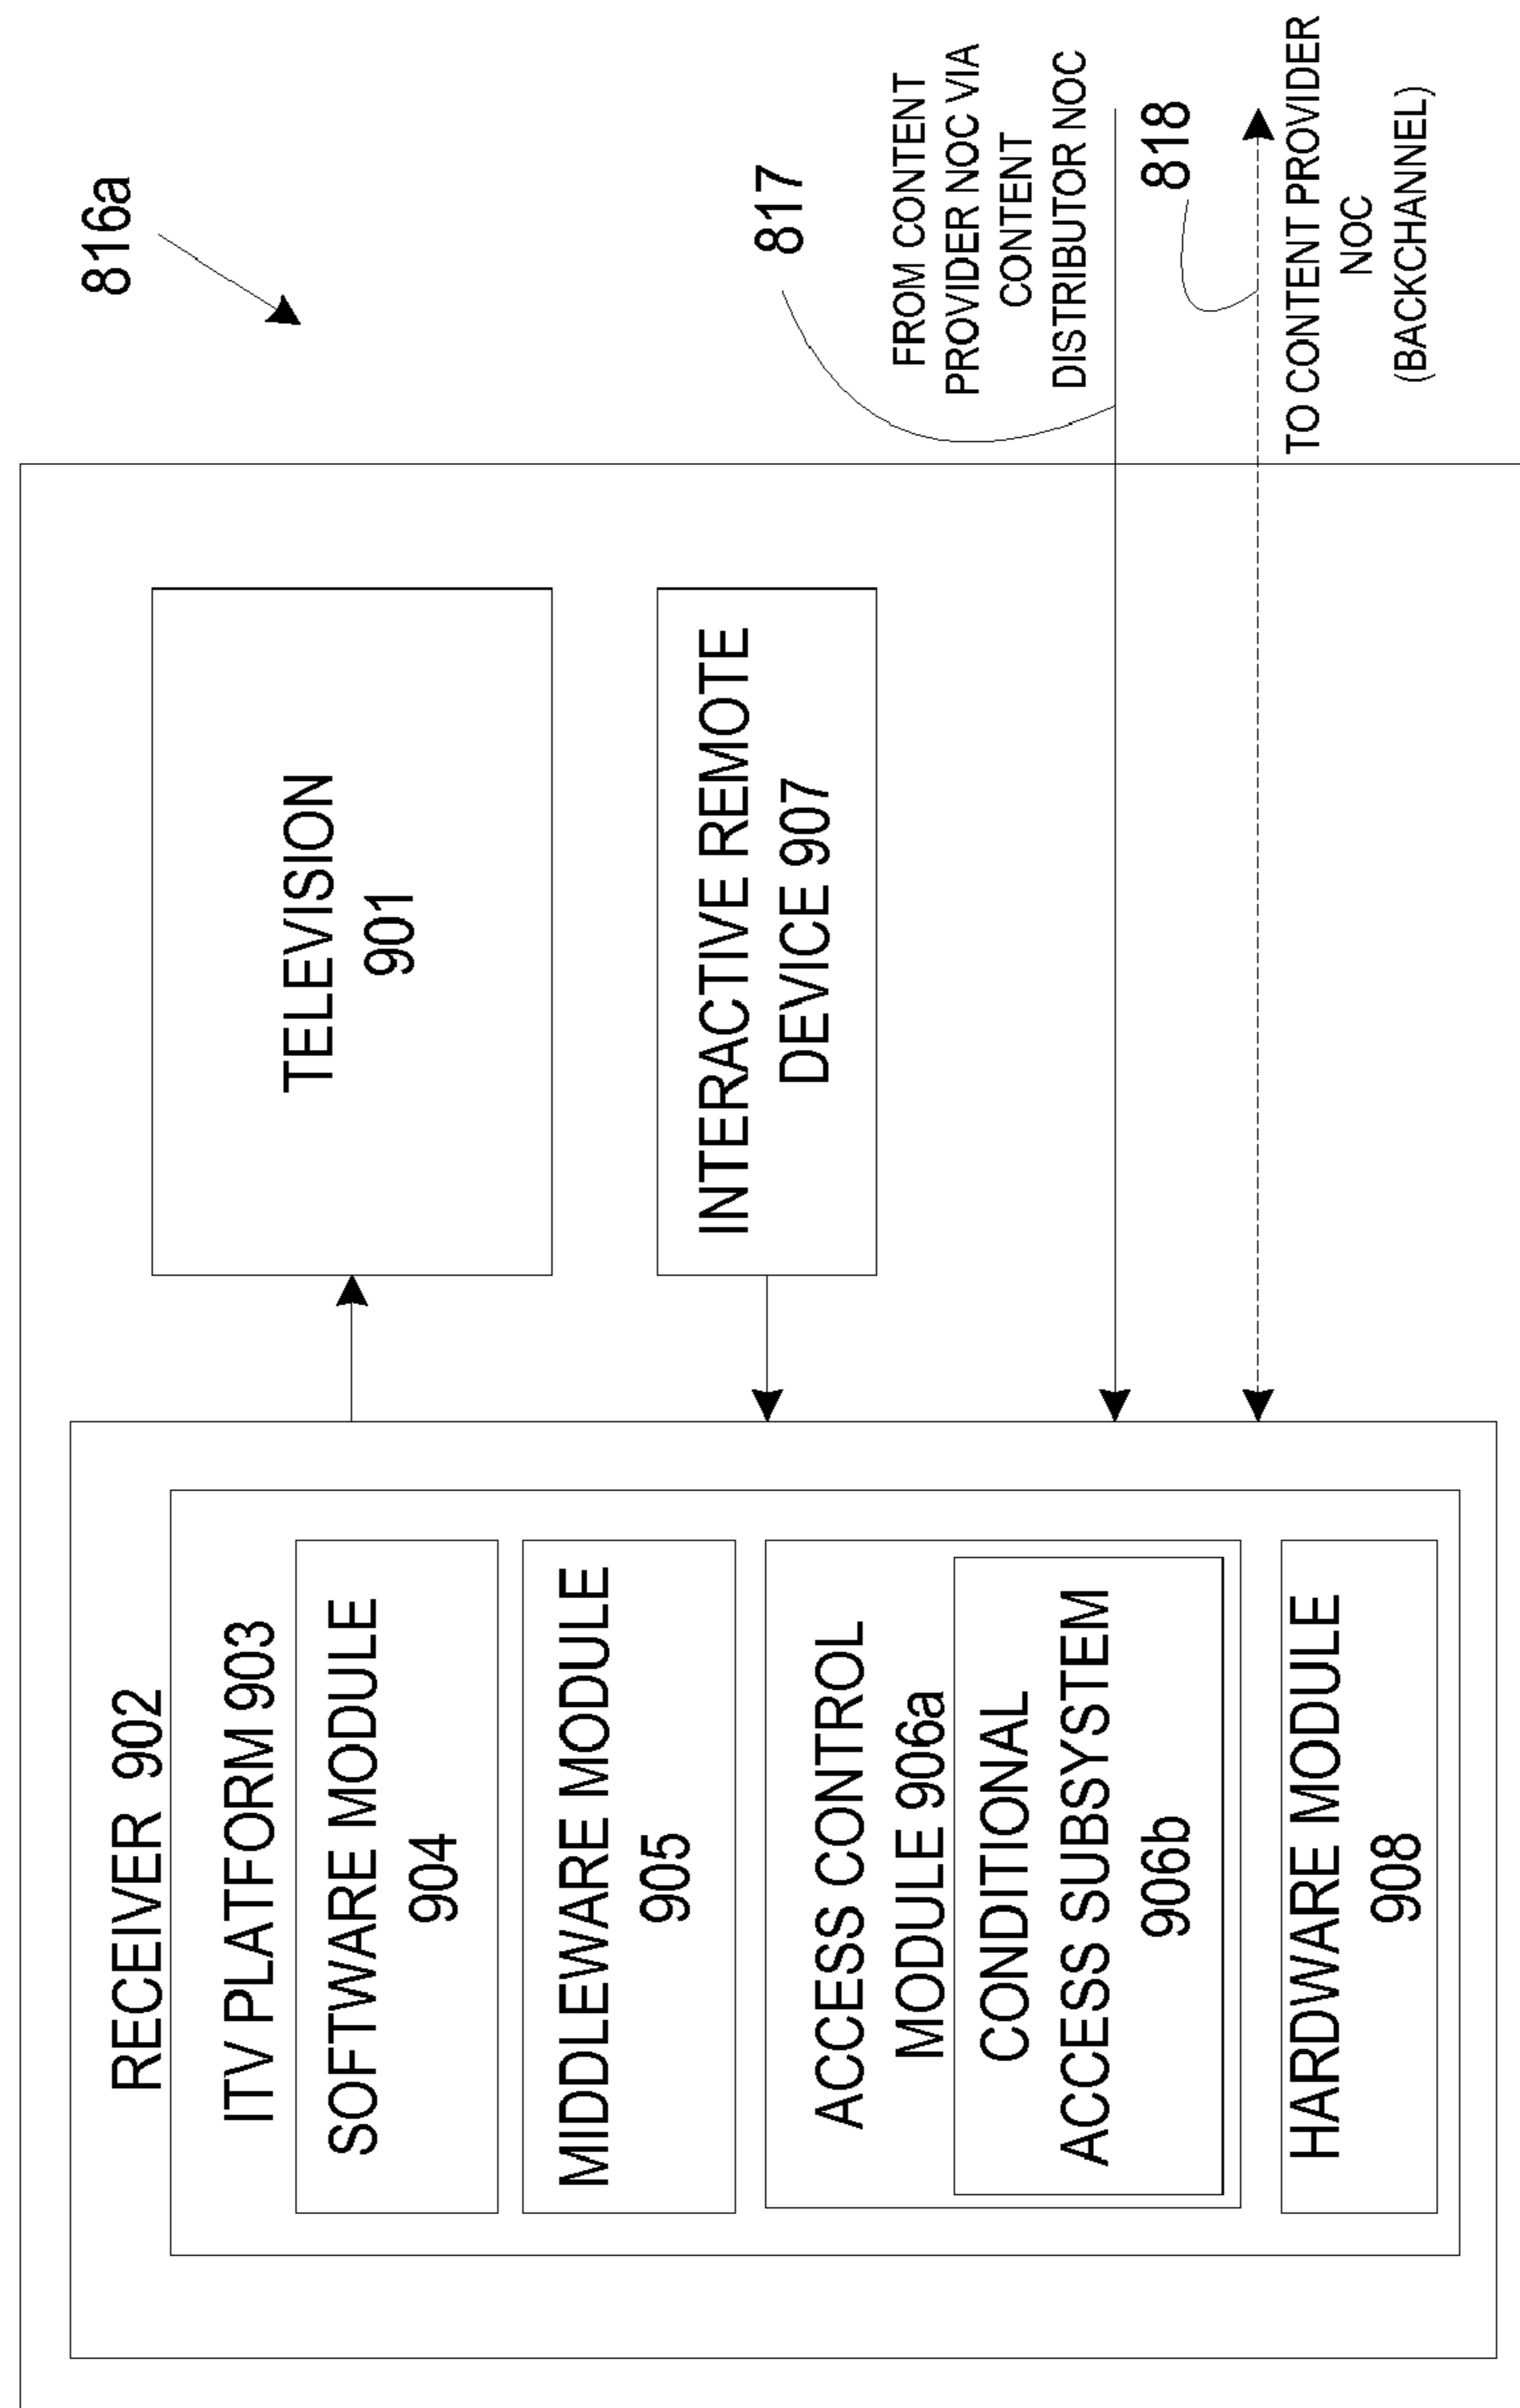 816a
RECEIVER 902
ITV PLATFORM 903
SOFTWARE MODULE
904
MIDDLEWARE MODULE
905
ACCESS CONTROL
MODULE 906a
CONDITIONAL
ACCESS SUBSYSTEM
906b
HARDWARE MODULE
908
TELEVISION
901
INTERACTIVE REMOTE
DEVICE 907
817
FROM CONTENT
PROVIDER NOC VIA
CONTENT
DISTRIBUTOR NOC
818
TO CONTENT PROVIDER
NOC
(BACKCHANNEL)